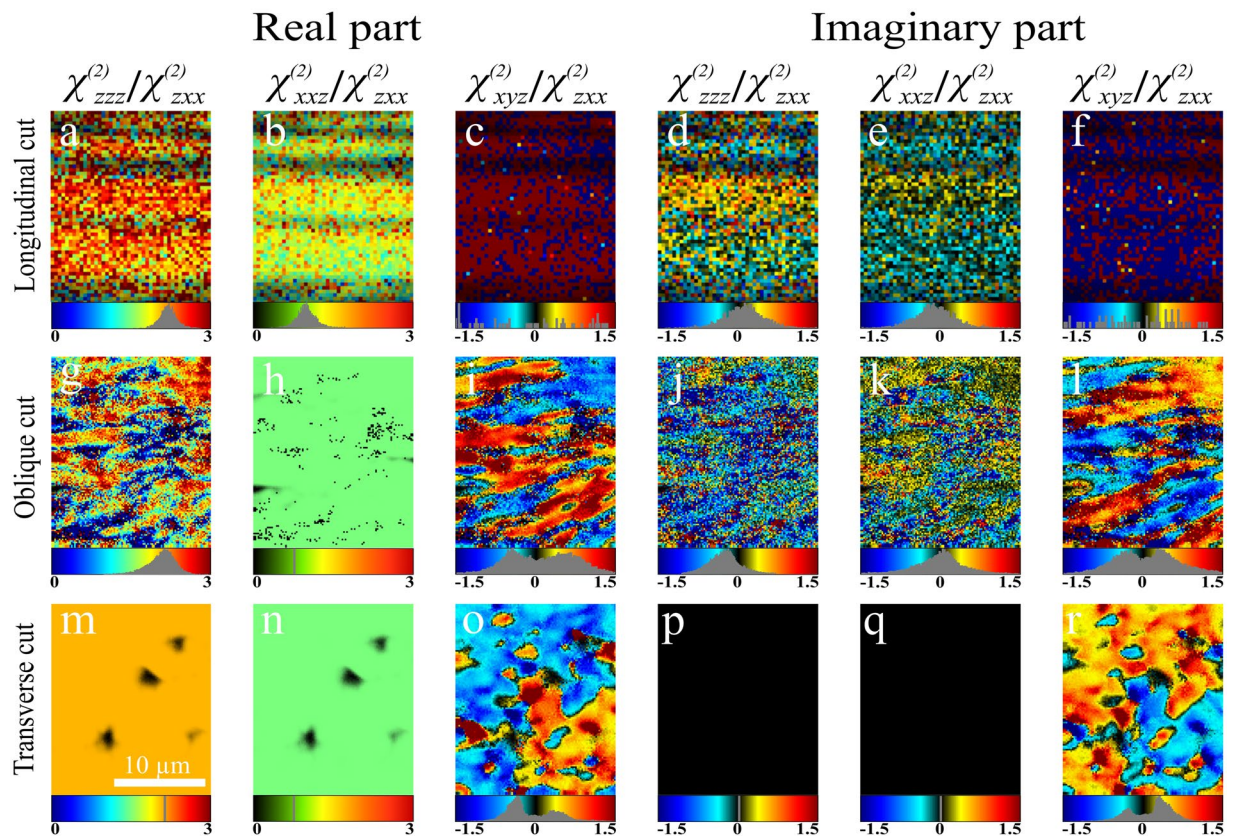 Real part Imaginary part
χ(2)zzz/χ(2)zxx χ(2)xxz/χ(2)zxx χ(2)xyz/χ(2)zxx χ(2)zzz/χ(2)zxx χ(2)xxz/χ(2)zxx χ(2)xyz/χ(2)zxx
Longitudinal cut
a b c d e f
0 3 0 3 -1.5 0 1.5 -1.5 0 1.5 -1.5 0 1.5 -1.5 0 1.5
Oblique cut
g h i j k l
0 3 0 3 -1.5 0 1.5 -1.5 0 1.5 -1.5 0 1.5 -1.5 0 1.5
Transverse cut
m n o p q r
10 µm
0 3 0 3 -1.5 0 1.5 -1.5 0 1.5 -1.5 0 1.5 -1.5 0 1.5